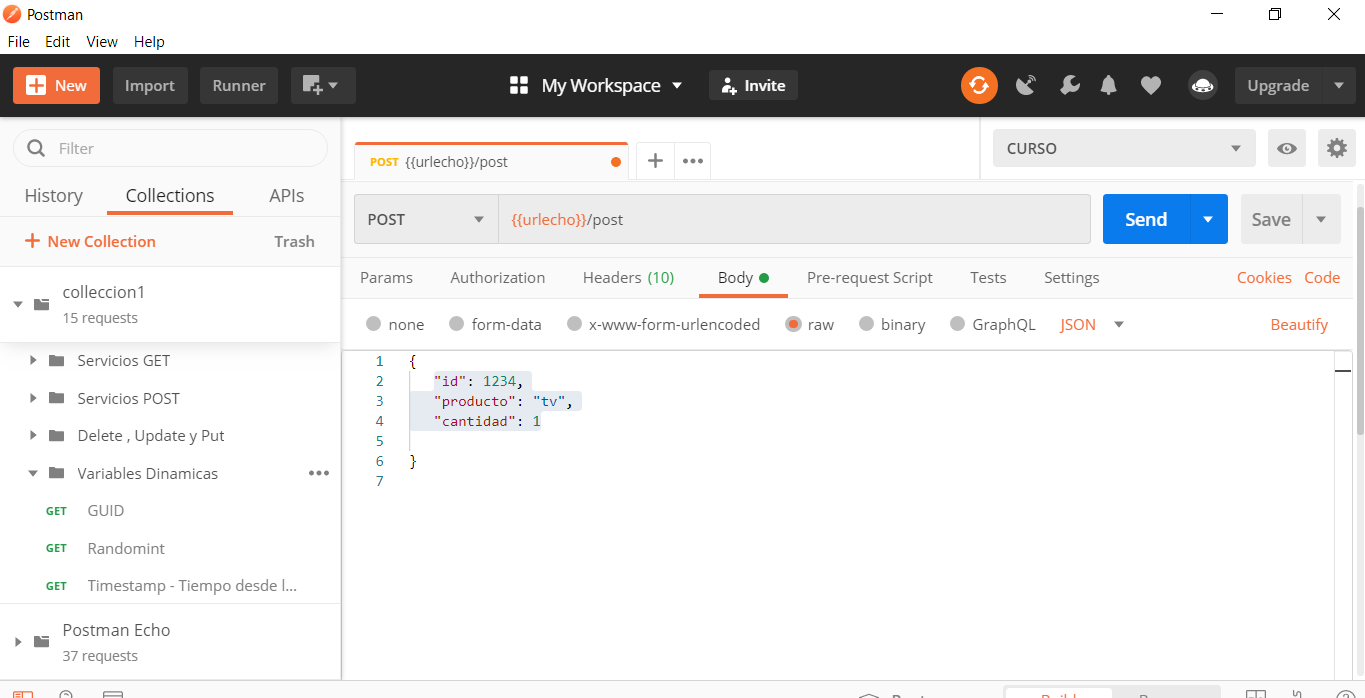 Postman
File Edit View Help
New Import Runner My Workspace Invite Upgrade
Filter
History Collections APIs
New Collection Trash
colleccion1
15 requests
Servicios GET
Servicios POST
Delete , Update y Put
Variables Dinamicas
GET GUID
GET Randomint
GET Timestamp - Tiempo desde l...
Postman Echo
37 requests
POST {{urlecho}}/post
CURSO
POST {{urlecho}}/post Send Save
Params Authorization Headers (10) Body Pre-request Script Tests Settings Cookies Code
none form-data x-www-form-urlencoded raw binary GraphQL JSON Beautify
1 {
2 "id": 1234,
3 "producto": "tv",
4 "cantidad": 1
5
6 }
7